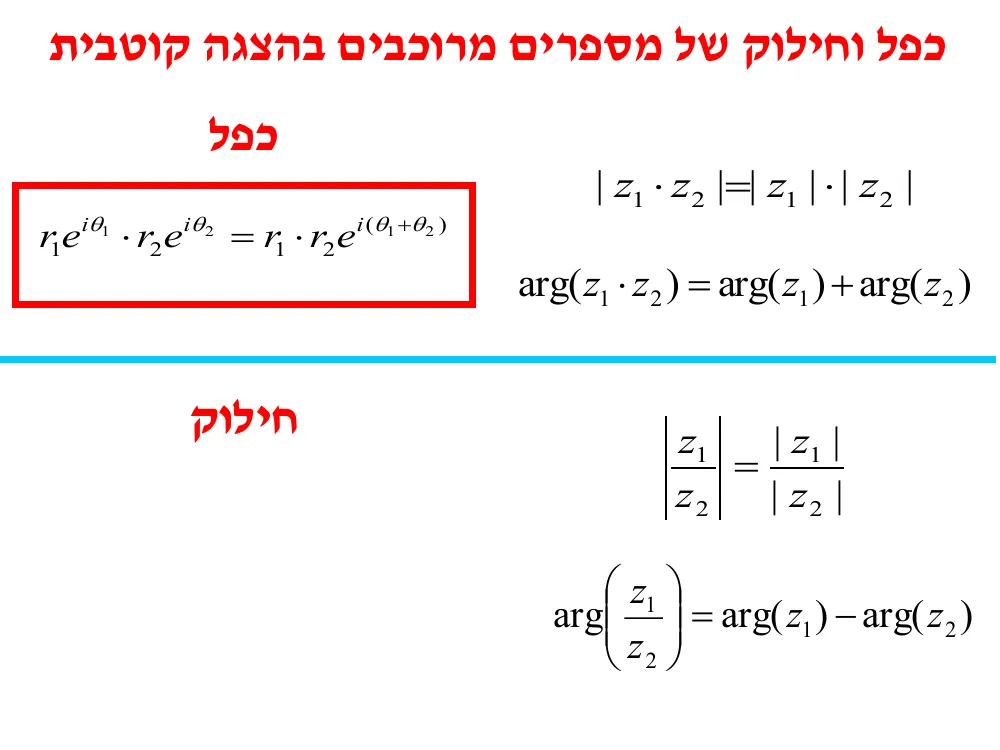 כפל וחילוק של מספרים מרוכבים בהצגה קוטבית
כפל
|z₁ · z₂|=|z₁|·|z₂|
r₁e^{iθ₁} · r₂e^{iθ₂} = r₁ · r₂e^{i(θ₁+θ₂)}
arg(z₁ · z₂) = arg(z₁) + arg(z₂)
חילוק
|z₁/z₂| = |z₁|/|z₂|
arg(z₁/z₂) = arg(z₁) − arg(z₂)